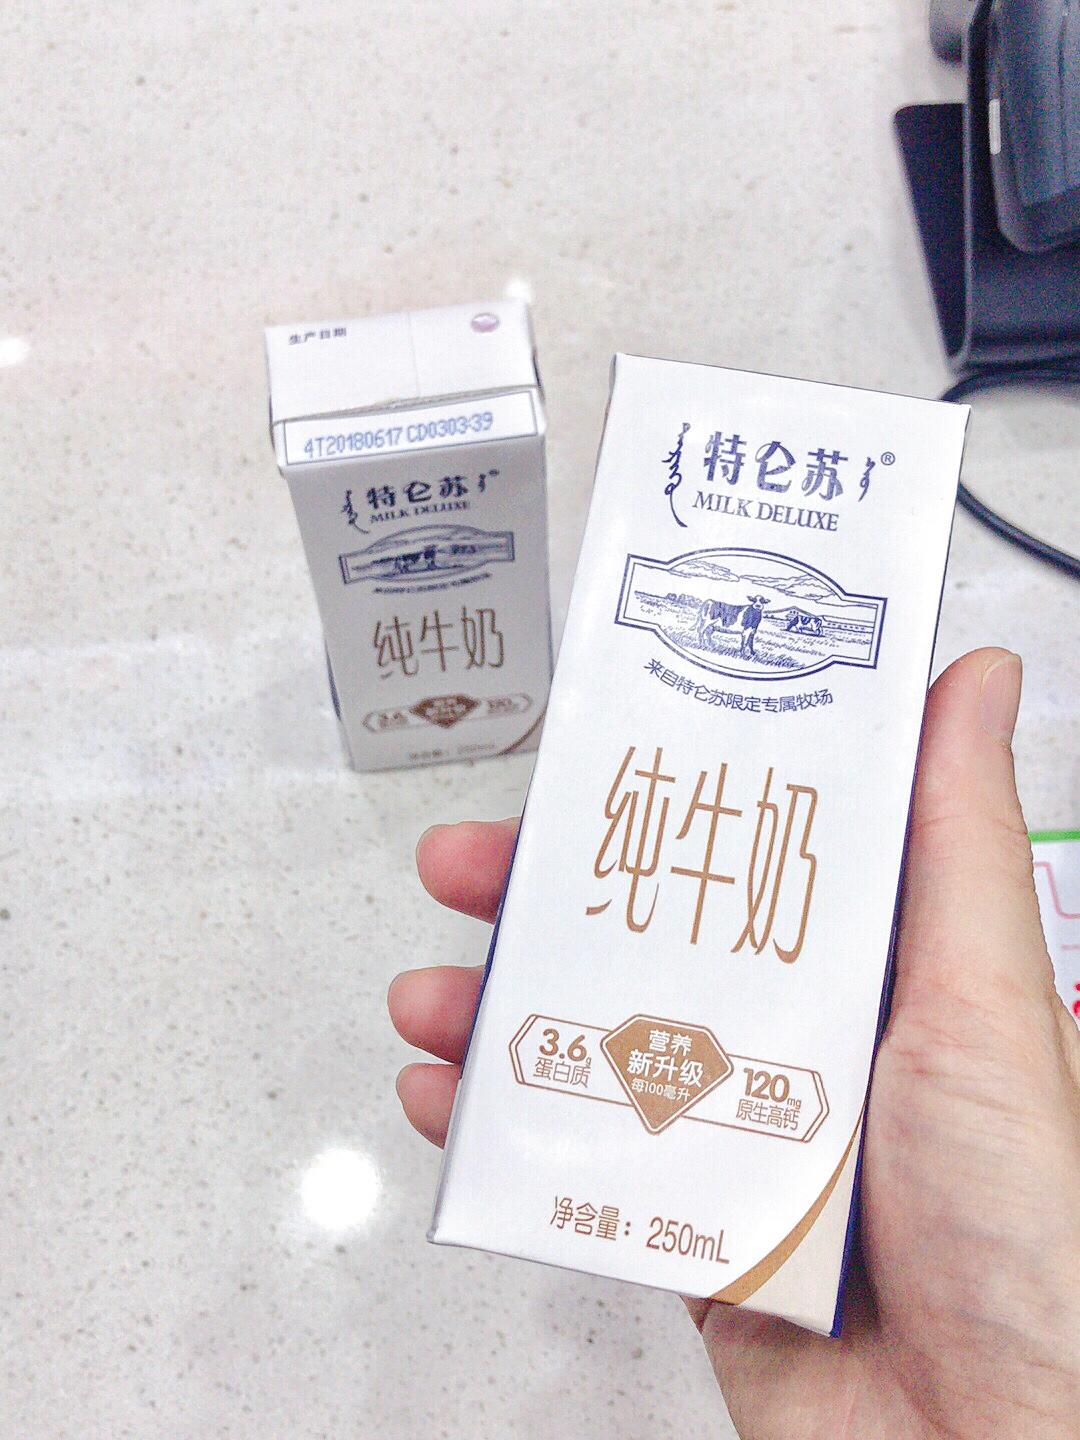 生产日期
4T20180617 CD0303:39
特仑苏
MILK DELUXE
纯牛奶
3.6
特仑苏®
MILK DELUXE
来自特仑苏限定专属牧场
纯牛奶
3.6g
蛋白质
营养
新升级
每100毫升
120mg
原生高钙
净含量：250mL